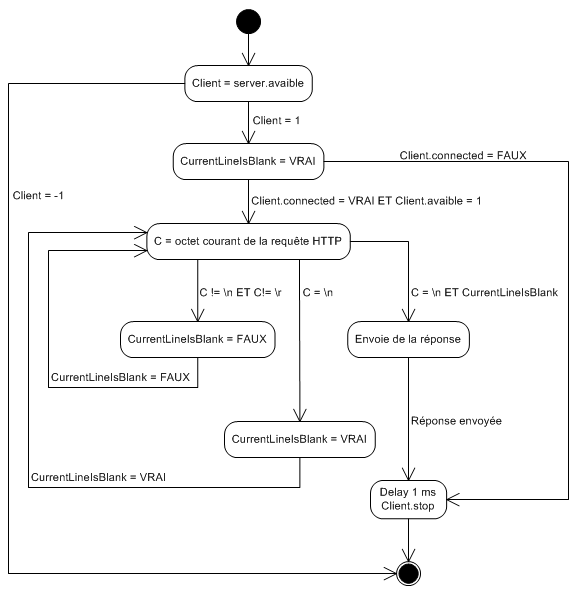 Client = server.avaible
Client = 1
CurrentLineIsBlank = VRAI
Client.connected = FAUX
Client = -1
Client.connected = VRAI ET Client.avaible = 1
C = octet courant de la requête HTTP
C != \n ET C!= \r
C = \n
C = \n ET CurrentLineIsBlank
CurrentLineIsBlank = FAUX
Envoie de la réponse
CurrentLineIsBlank = FAUX
Réponse envoyée
CurrentLineIsBlank = VRAI
CurrentLineIsBlank = VRAI
Delay 1 ms
Client.stop